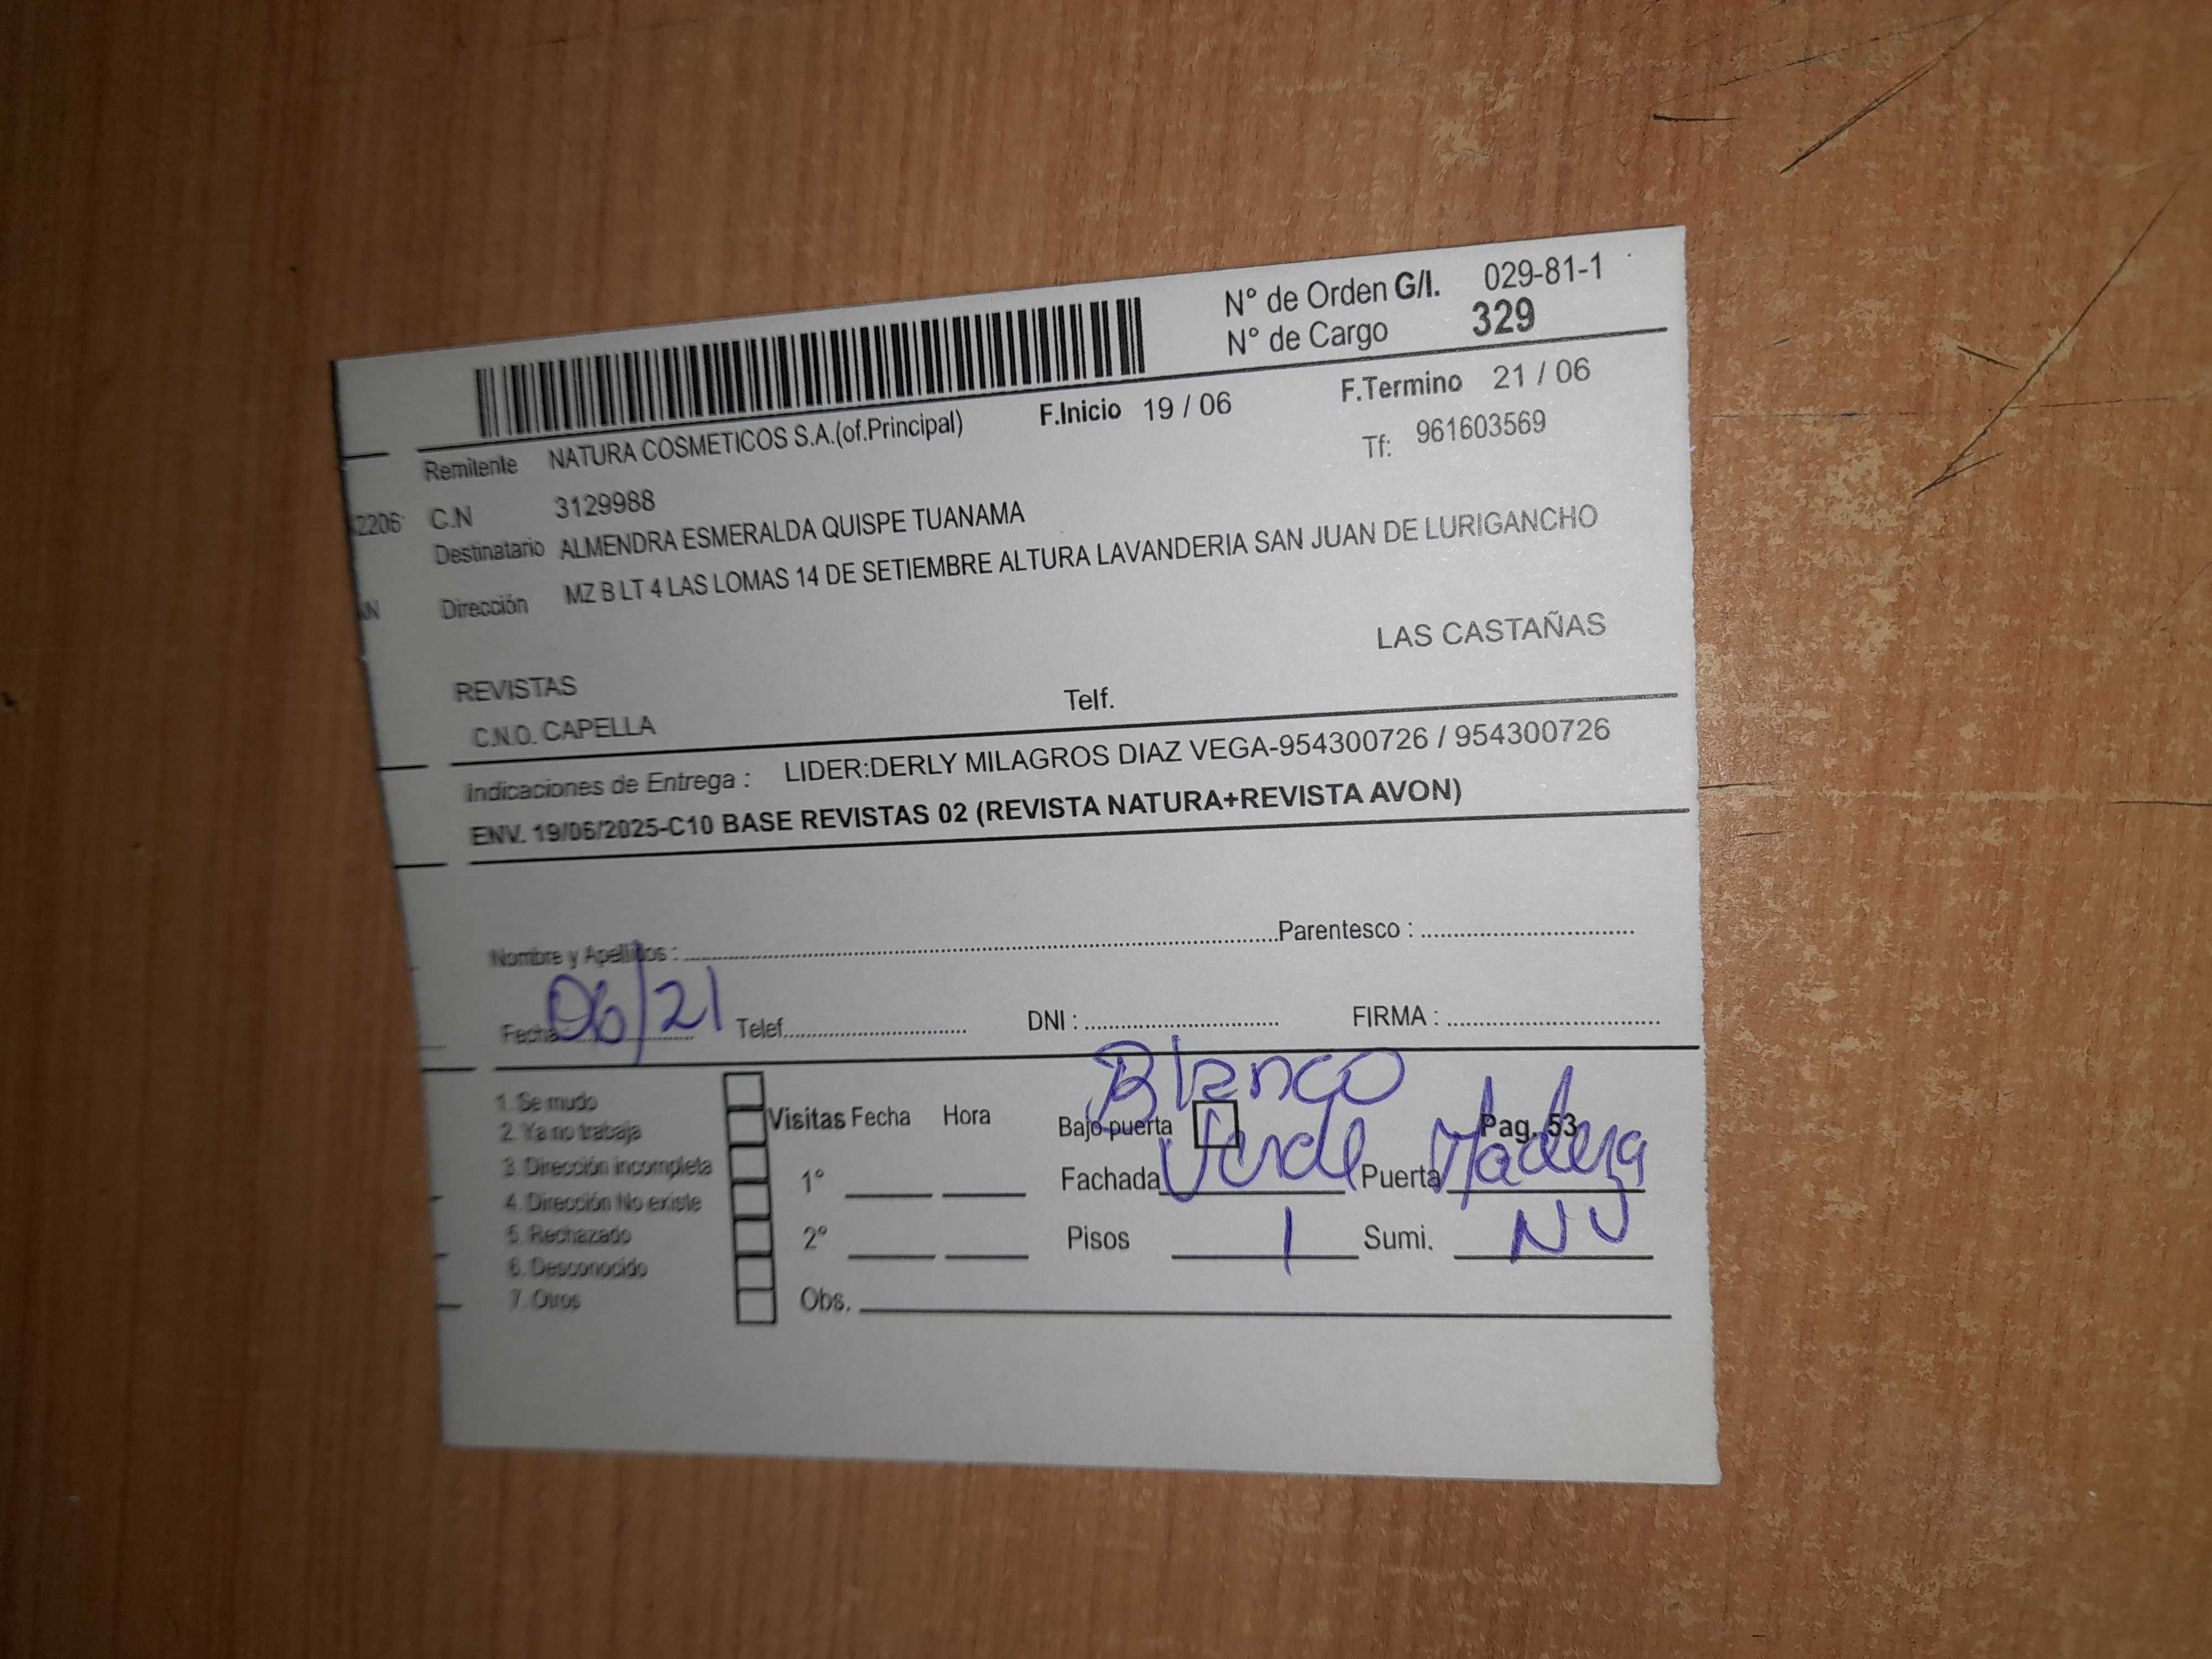 N° de Orden G/I. 029-81-1
N° de Cargo 329
F.Inicio 19 / 06 F.Termino 21 / 06
Remitente NATURA COSMETICOS S.A.(of.Principal) Tf: 961603569
2206 C.N 3129988
Destinatario ALMENDRA ESMERALDA QUISPE TUANAMA
Dirección MZ B LT 4 LAS LOMAS 14 DE SETIEMBRE ALTURA LAVANDERIA SAN JUAN DE LURIGANCHO
LAS CASTAÑAS
REVISTAS
C.N.O. CAPELLA Telf.
Indicaciones de Entrega : LIDER:DERLY MILAGROS DIAZ VEGA-954300726 / 954300726
ENV. 19/06/2025-C10 BASE REVISTAS 02 (REVISTA NATURA+REVISTA AVON)
Nombre y Apellidos : Parentesco :
Fecha 06/21 Telef. DNI : FIRMA :
Blanco
1. Se mudo
2. Ya no trabaja Visitas Fecha Hora Bajo puerta Pag. 53
3. Dirección incompleta
4. Dirección No existe 1° Fachada Verde Puerta Madera
5. Rechazado 2° Pisos 1 Sumi. NU
6. Desconocido
7. Otros Obs.